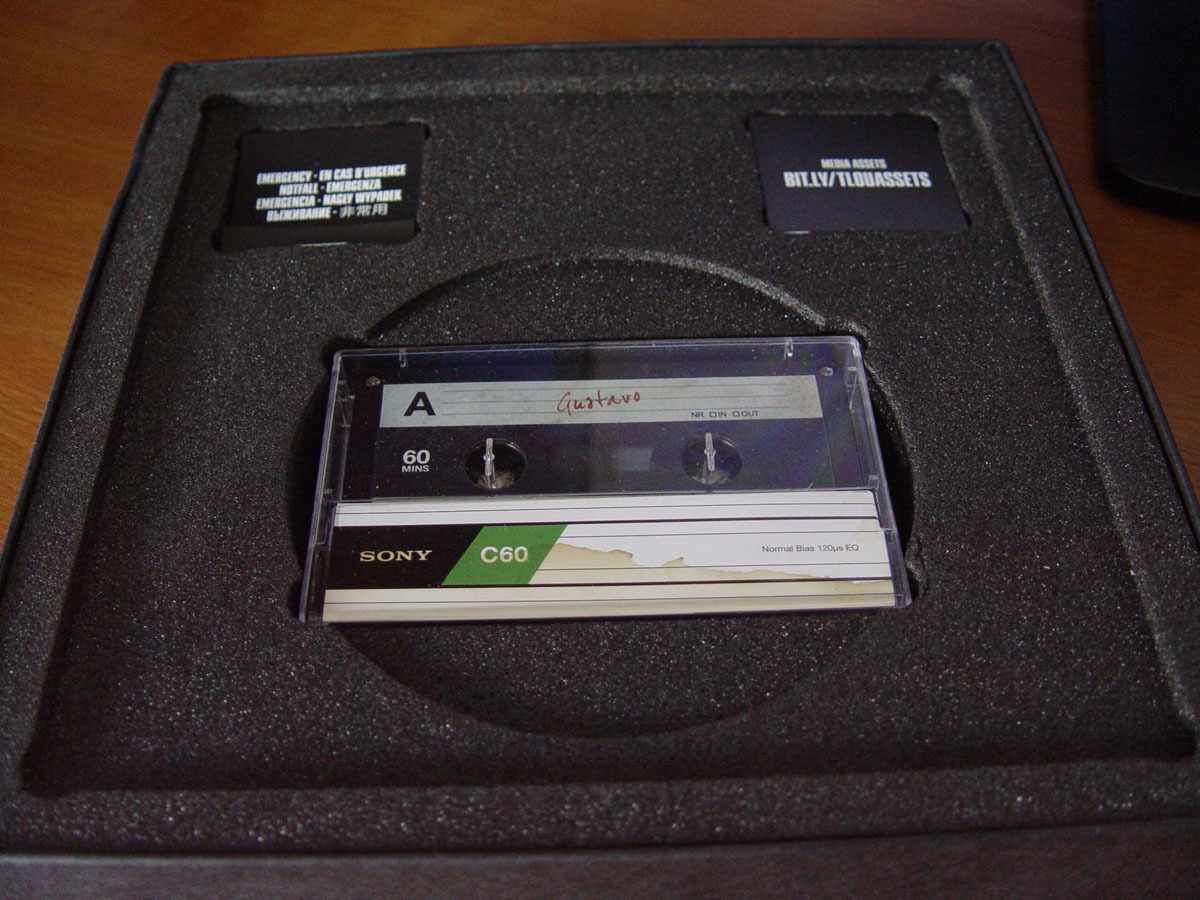 EMERGENCY · EN CAS D'URGENCE
NOTFALL · EMERGENZA
EMERGENCIA · NAGŁY WYPADEK
ВЫЖИВАНИЕ · 非常用
MEDIA ASSETS
BIT.LY/TLOUASSETS
A
Gustavo
NR □IN □OUT
60
MINS
SONY
C60
Normal Bias 120µs EQ